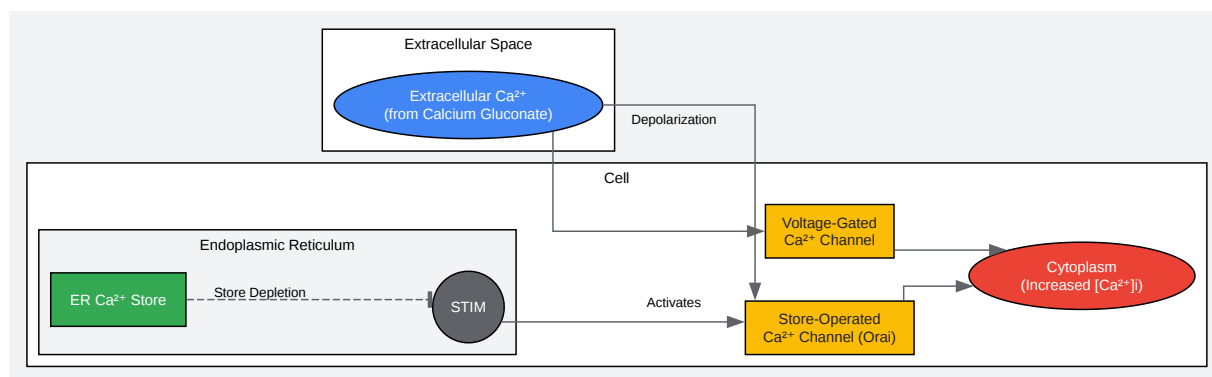 Extracellular Space
Extracellular Ca²⁺
(from Calcium Gluconate)
Depolarization
Cell
Voltage-Gated
Ca²⁺ Channel
Endoplasmic Reticulum
ER Ca²⁺ Store
Store Depletion
STIM
Activates
Store-Operated
Ca²⁺ Channel (Orai)
Cytoplasm
(Increased [Ca²⁺]i)